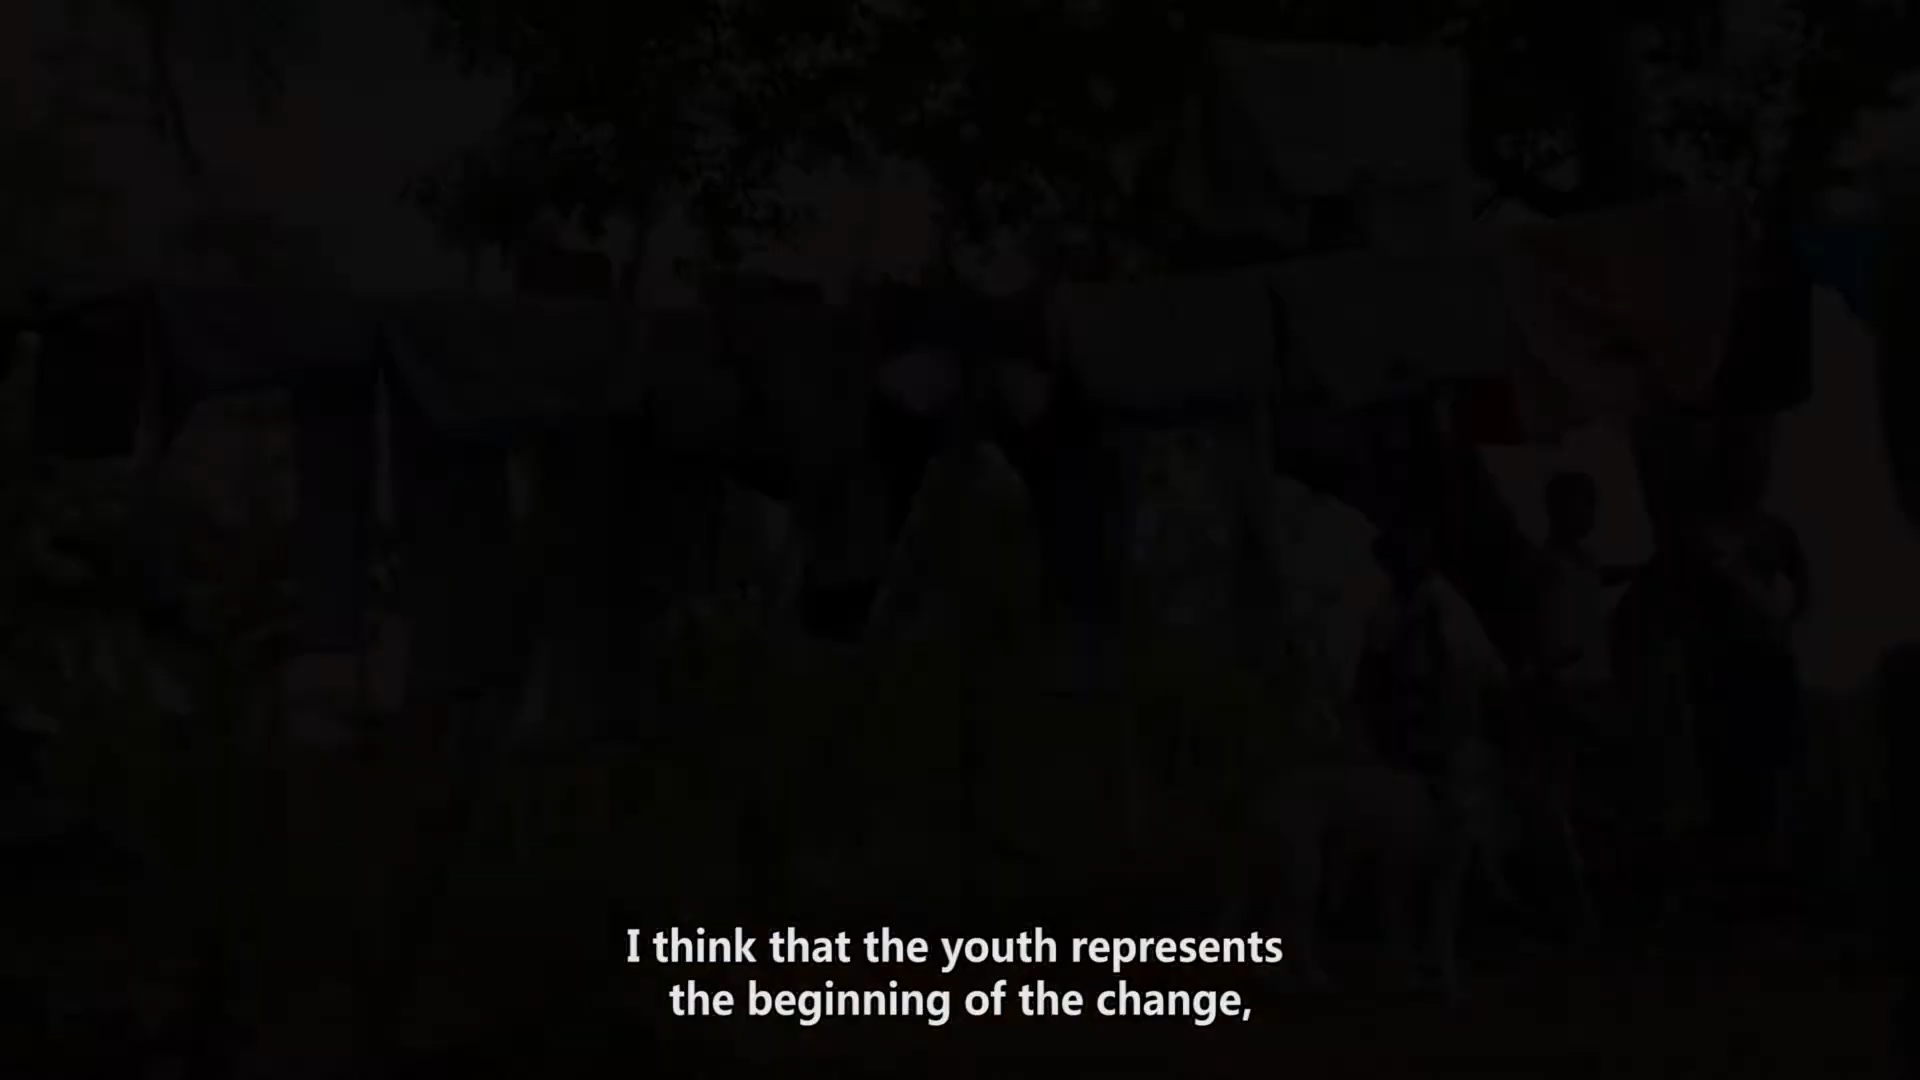 I think that the youth represents
the beginning of the change,